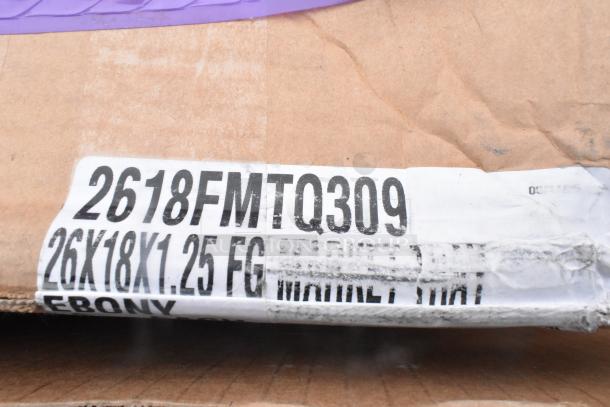 2618FMTQ309
26X18X1.25 FG MARKET TRAY
EBONY